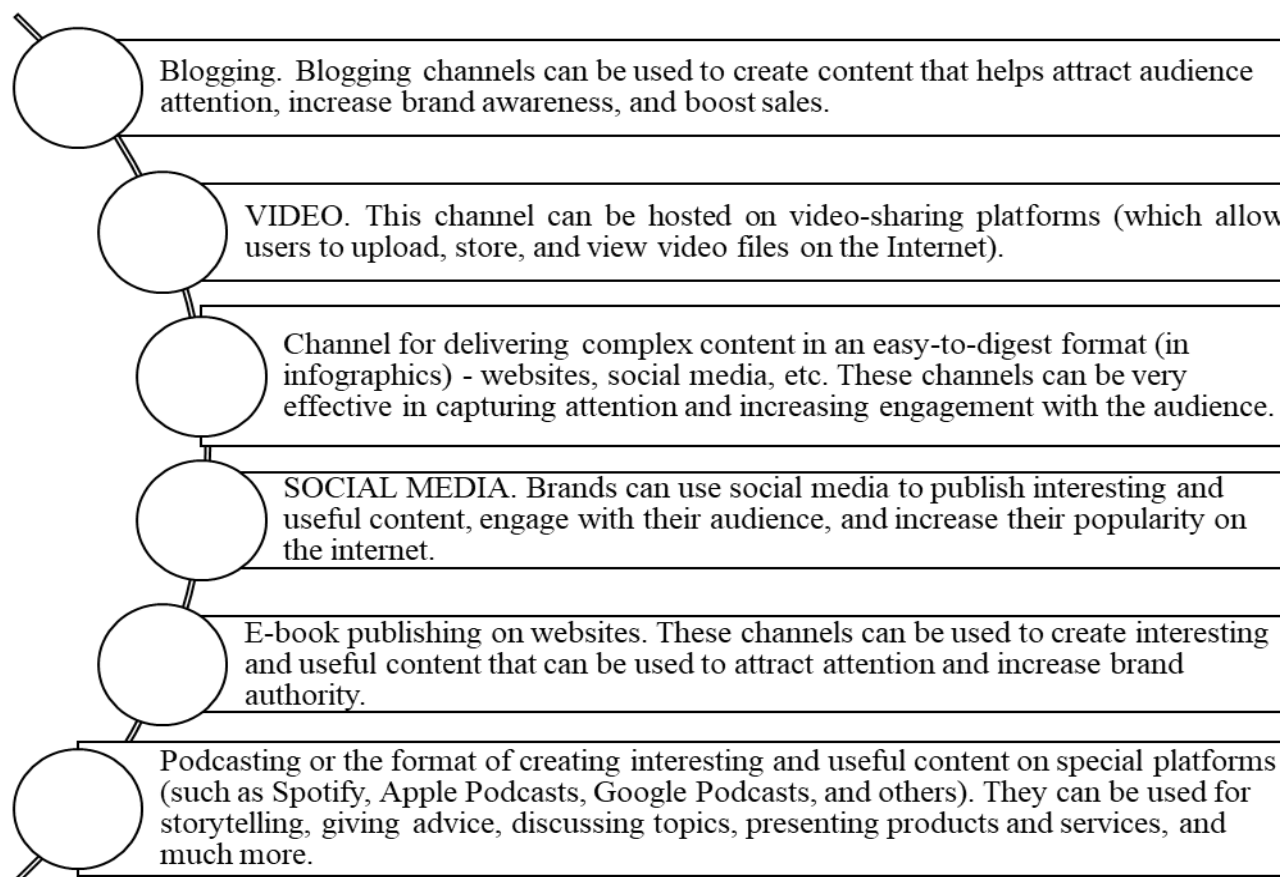 Blogging. Blogging channels can be used to create content that helps attract audience
attention, increase brand awareness, and boost sales.
VIDEO. This channel can be hosted on video-sharing platforms (which allow
users to upload, store, and view video files on the Internet).
Channel for delivering complex content in an easy-to-digest format (in
infographics) - websites, social media, etc. These channels can be very
effective in capturing attention and increasing engagement with the audience.
SOCIAL MEDIA. Brands can use social media to publish interesting and
useful content, engage with their audience, and increase their popularity on
the internet.
E-book publishing on websites. These channels can be used to create interesting
and useful content that can be used to attract attention and increase brand
authority.
Podcasting or the format of creating interesting and useful content on special platforms
(such as Spotify, Apple Podcasts, Google Podcasts, and others). They can be used for
storytelling, giving advice, discussing topics, presenting products and services, and
much more.